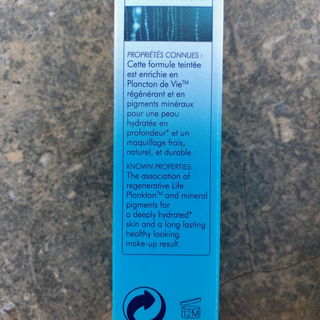 PROPRIÉTÉS CONNUES :
Cette formule teintée
est enrichie en
Plancton de Vie™
régénérant et en
pigments minéraux
pour une peau
hydratée en
profondeur* et un
maquillage frais,
naturel, et durable.
KNOWN PROPERTIES:
The association of
regenerative Life
Plankton™ and mineral
pigments for
a deeply hydrated*
skin and a long-lasting
healthy looking
make-up result.